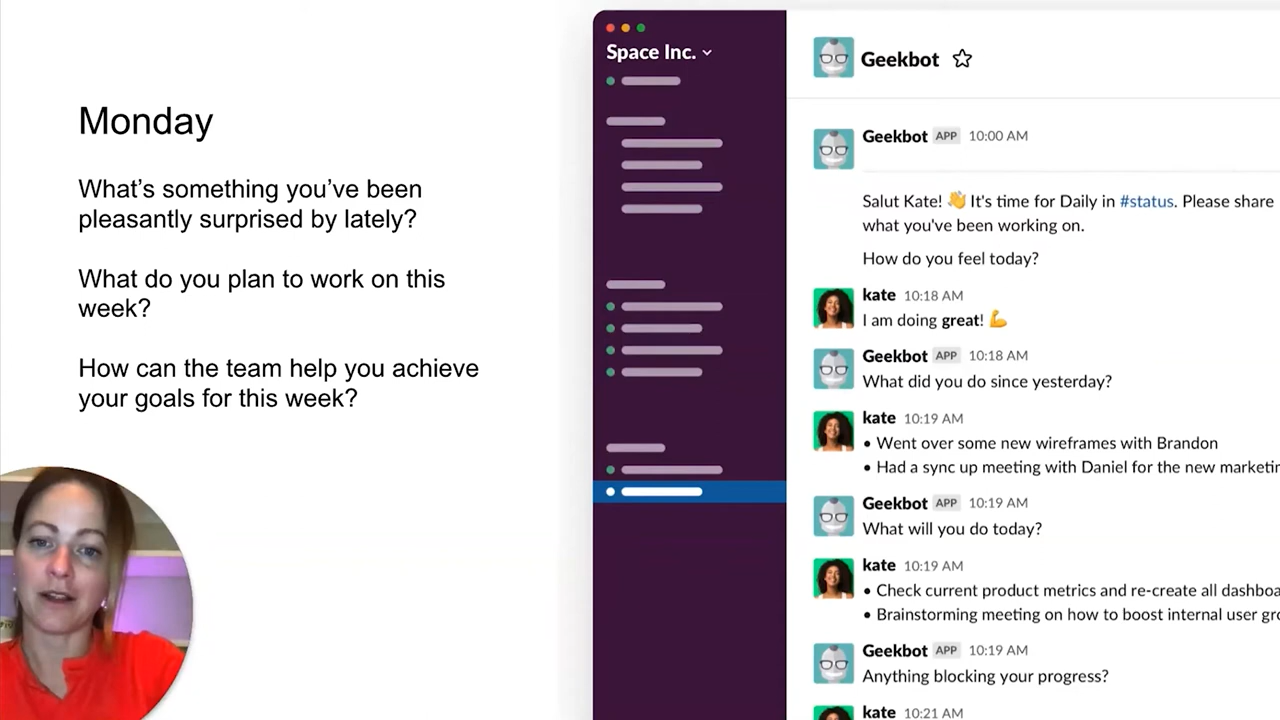 Monday
What’s something you’ve been
pleasantly surprised by lately?
What do you plan to work on this
week?
How can the team help you achieve
your goals for this week?
Space Inc.
Geekbot
Geekbot APP 10:00 AM
Salut Kate! 👋 It's time for Daily in #status. Please share
what you've been working on.
How do you feel today?
kate 10:18 AM
I am doing great! 💪
Geekbot APP 10:18 AM
What did you do since yesterday?
kate 10:19 AM
• Went over some new wireframes with Brandon
• Had a sync up meeting with Daniel for the new marketin
Geekbot APP 10:19 AM
What will you do today?
kate 10:19 AM
• Check current product metrics and re-create all dashboa
• Brainstorming meeting on how to boost internal user gro
Geekbot APP 10:19 AM
Anything blocking your progress?
kate 10:21 AM